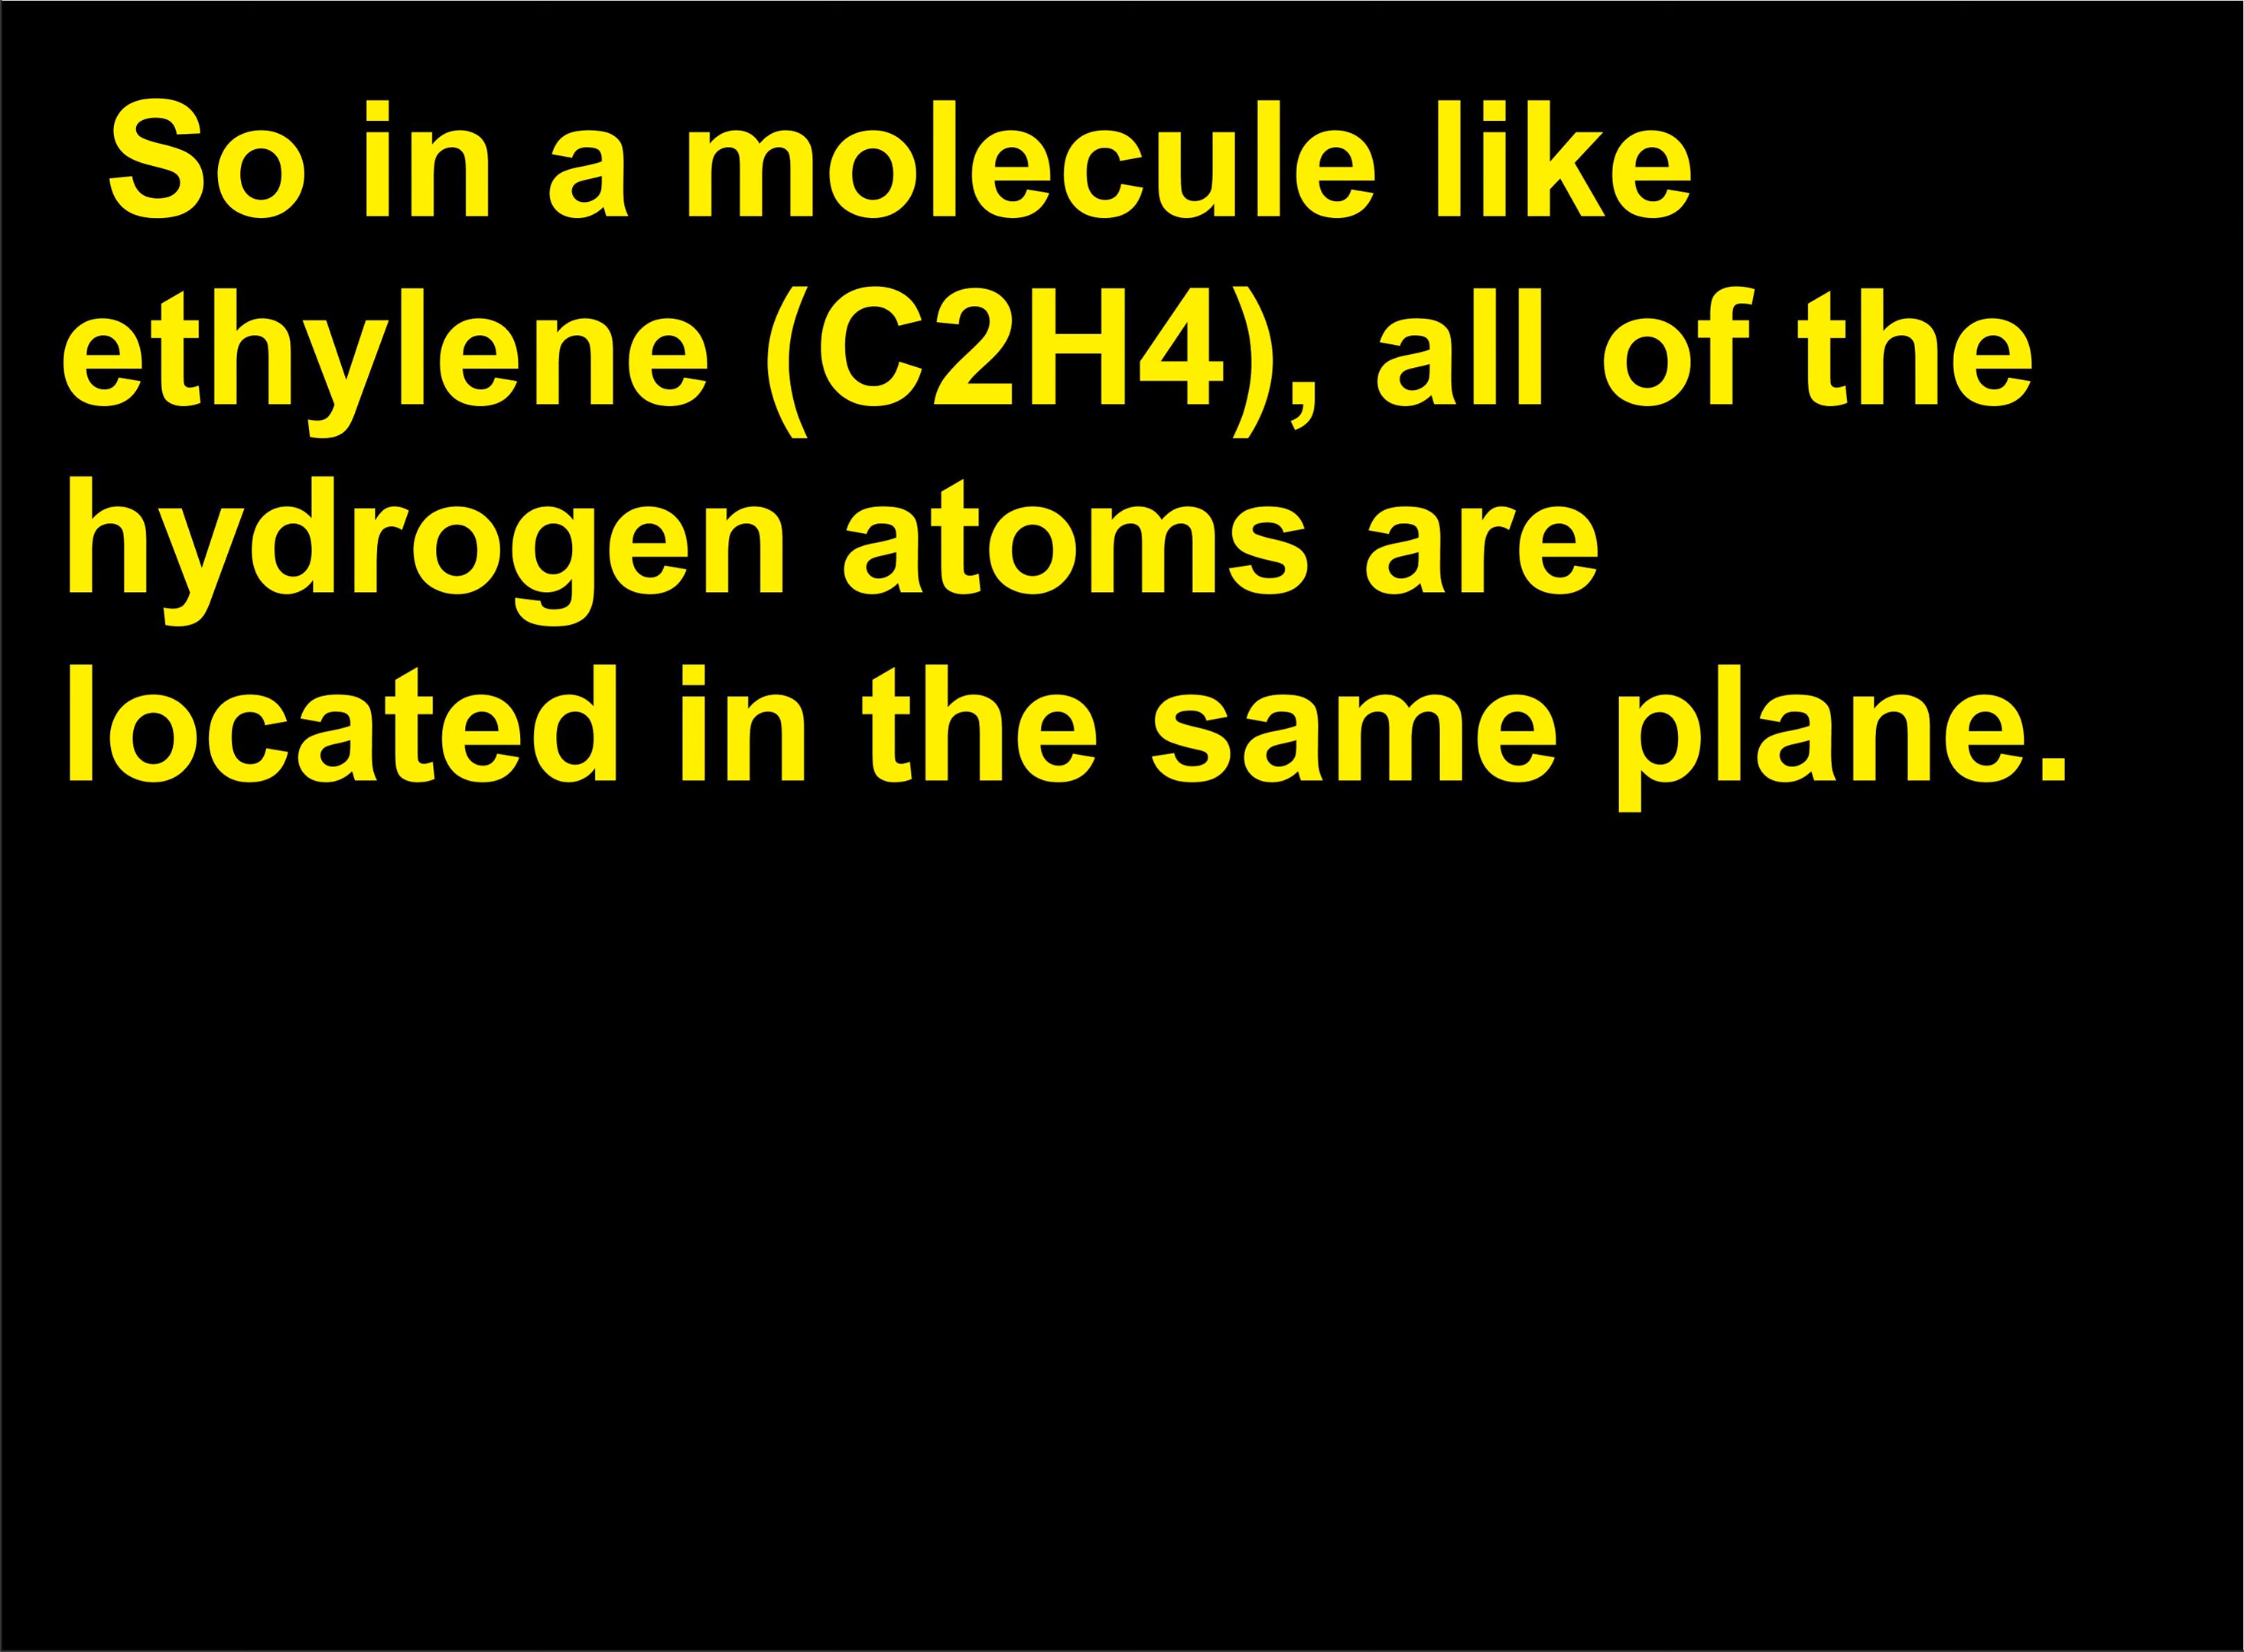 So in a molecule like
ethylene (C2H4), all of the
hydrogen atoms are
located in the same plane.